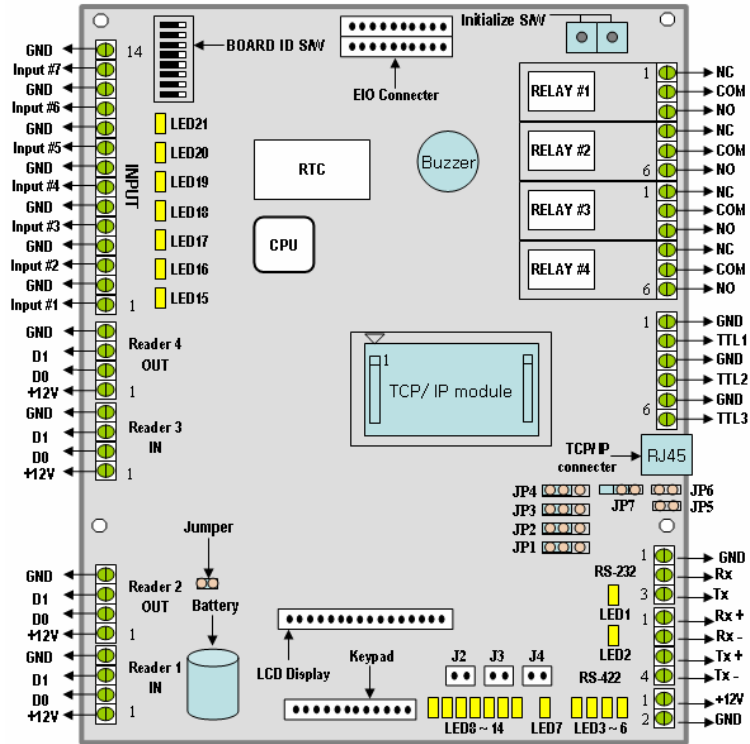 Initialize S/W
BOARD ID S/W
EIO Connecter
14
GND
Input #7
GND
Input #6
GND
Input #5
GND
Input #4
GND
Input #3
GND
Input #2
GND
Input #1
INPUT
1
LED21
LED20
LED19
LED18
LED17
LED16
LED15
RTC
CPU
Buzzer
RELAY #1
RELAY #2
RELAY #3
RELAY #4
1
6
1
6
NC
COM
NO
NC
COM
NO
NC
COM
NO
NC
COM
NO
GND
D1
D0
+12V
Reader 4
OUT
1
GND
D1
D0
+12V
Reader 3
IN
1
1
TCP/ IP module
1
6
GND
TTL1
GND
TTL2
GND
TTL3
TCP/IP
connecter
RJ45
JP4
JP3
JP2
JP1
JP7
JP6
JP5
Jumper
Battery
GND
D1
D0
+12V
Reader 2
OUT
1
GND
D1
D0
+12V
Reader 1
IN
1
LCD Display
Keypad
J2
J3
J4
LED8 ~ 14
LED7
LED3 ~ 6
RS-232
LED1
LED2
RS-422
1
3
1
4
1
2
GND
Rx
Tx
Rx +
Rx -
Tx +
Tx -
+12V
GND